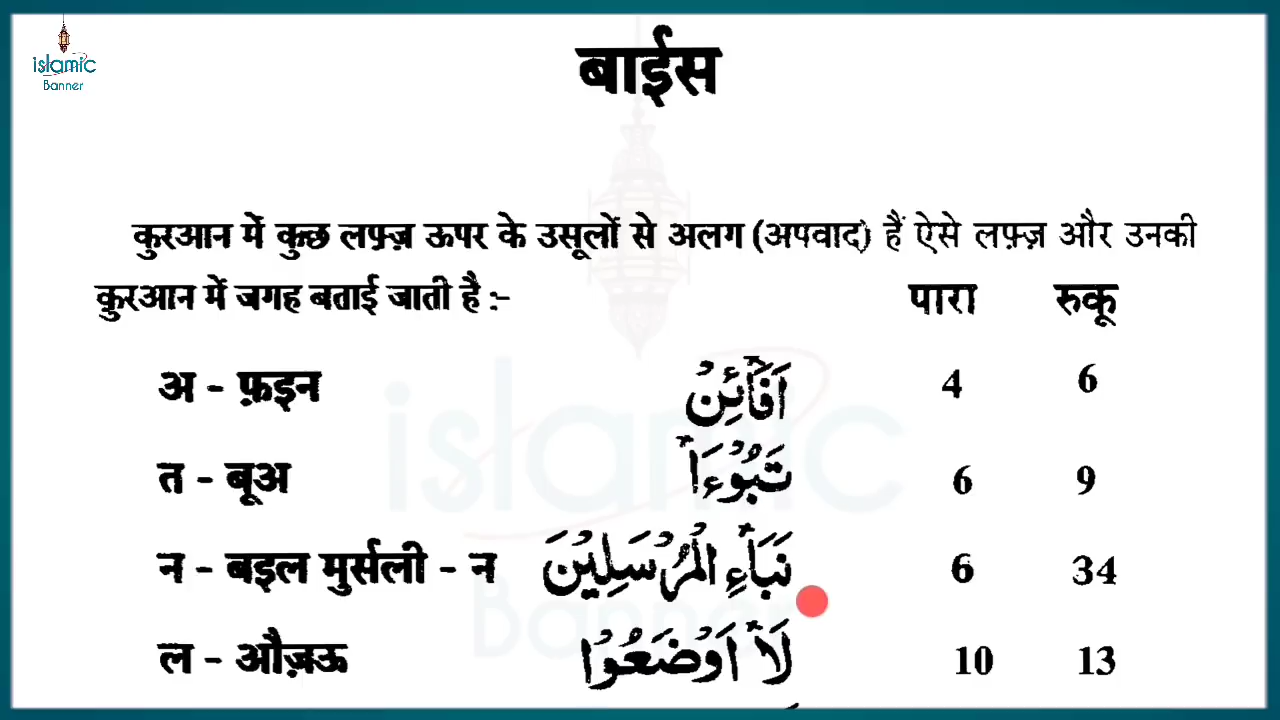 islamic
Banner
बाईस
कुरआन में कुछ लफ़्ज़ ऊपर के उसूलों से अलग (अपवाद) हैं ऐसे लफ़्ज़ और उनकी
क़ुरआन में जगह बताई जाती है :- पारा रुकू
अ - फ़इन اَفَا۟ئِنْ 4 6
त - बूअ تَبُوْءَا۟ 6 9
न - बइल मुर्सली - न نَبَا۟ءِ الْمُرْسَلِيْنَ 6 34
ल - औज़ऊ لَا۟ اَوْضَعُوْا 10 13